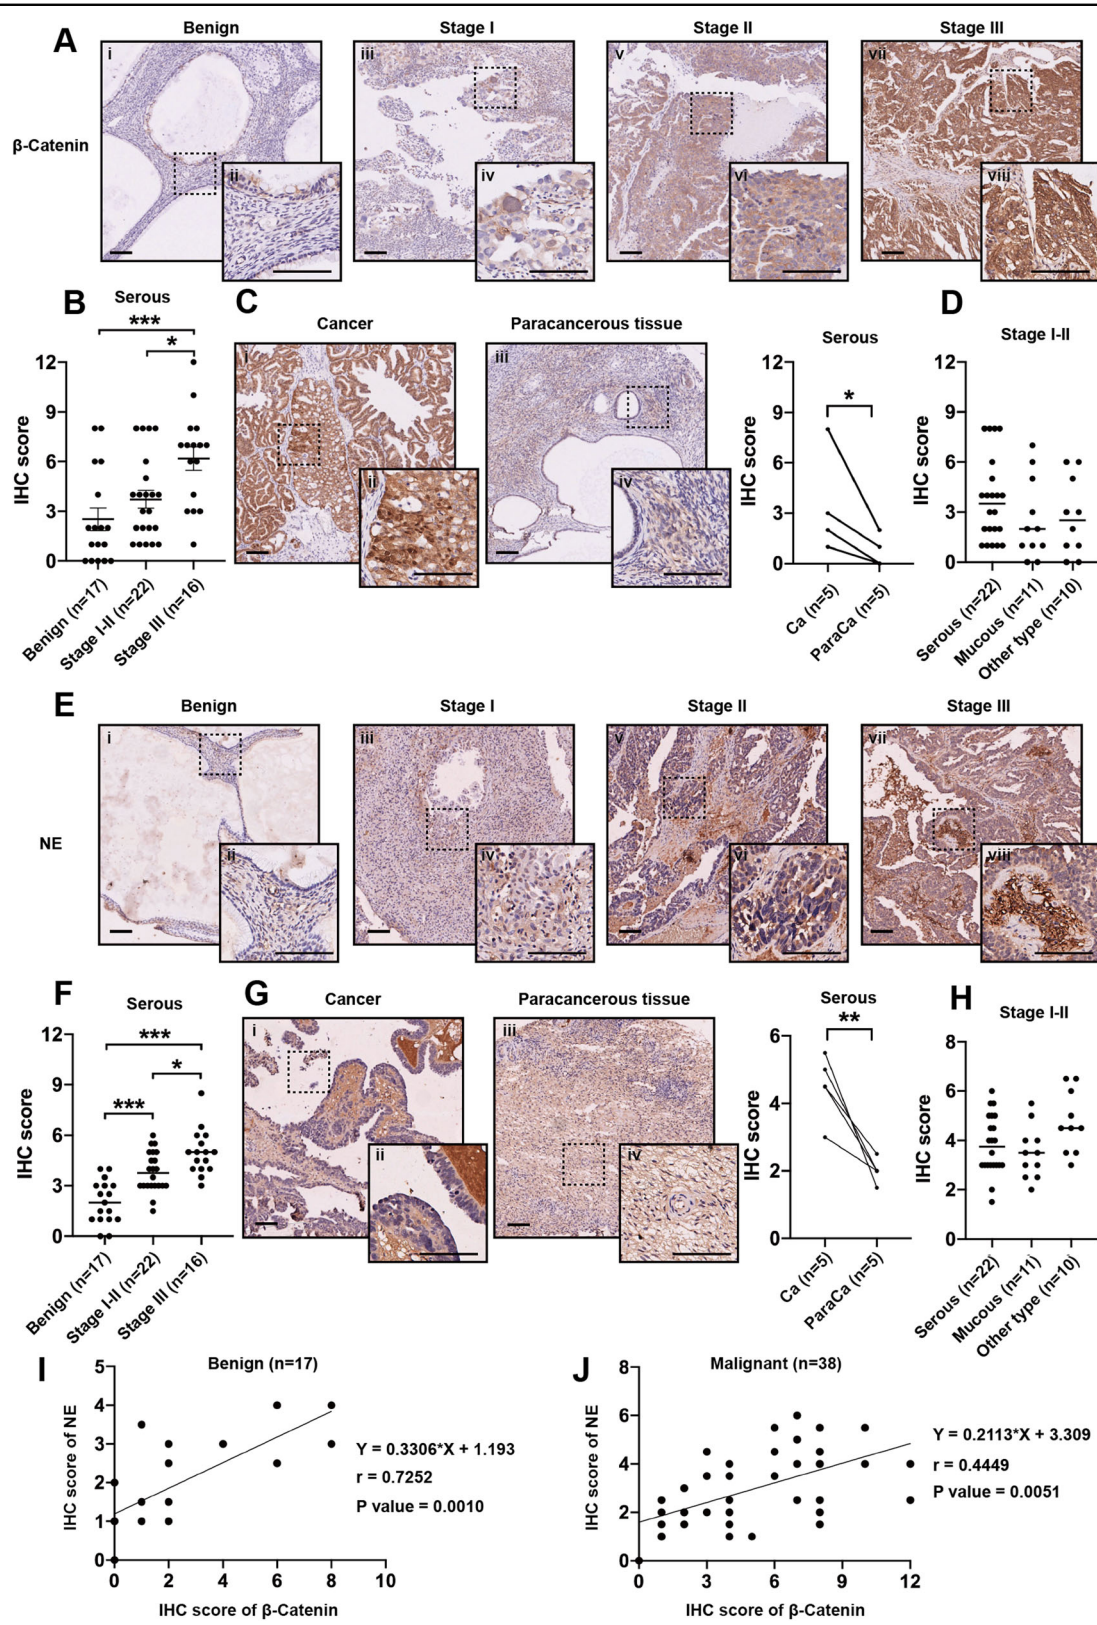 A
Benign
Stage I
Stage II
Stage III
β-Catenin
i
ii
iii
iv
v
vi
vii
viii
B
Serous
***
*
IHC score
12
9
6
3
0
Benign (n=17)
Stage I-II (n=22)
Stage III (n=16)
C
Cancer
Paracancerous tissue
i
ii
iii
iv
Serous
*
IHC score
12
9
6
3
0
Ca (n=5)
ParaCa (n=5)
D
Stage I-II
IHC score
12
9
6
3
0
Serous (n=22)
Mucous (n=11)
Other type (n=10)
E
Benign
Stage I
Stage II
Stage III
NE
i
ii
iii
iv
v
vi
vii
viii
F
Serous
***
***
*
IHC score
12
9
6
3
0
Benign (n=17)
Stage I-II (n=22)
Stage III (n=16)
G
Cancer
Paracancerous tissue
i
ii
iii
iv
Serous
**
IHC score
6
4
2
0
Ca (n=5)
ParaCa (n=5)
H
Stage I-II
IHC score
8
6
4
2
0
Serous (n=22)
Mucous (n=11)
Other type (n=10)
I
Benign (n=17)
IHC score of NE
5
4
3
2
1
0
0 2 4 6 8 10
IHC score of β-Catenin
Y = 0.3306*X + 1.193
r = 0.7252
P value = 0.0010
J
Malignant (n=38)
IHC score of NE
8
6
4
2
0
0 3 6 9 12
IHC score of β-Catenin
Y = 0.2113*X + 3.309
r = 0.4449
P value = 0.0051